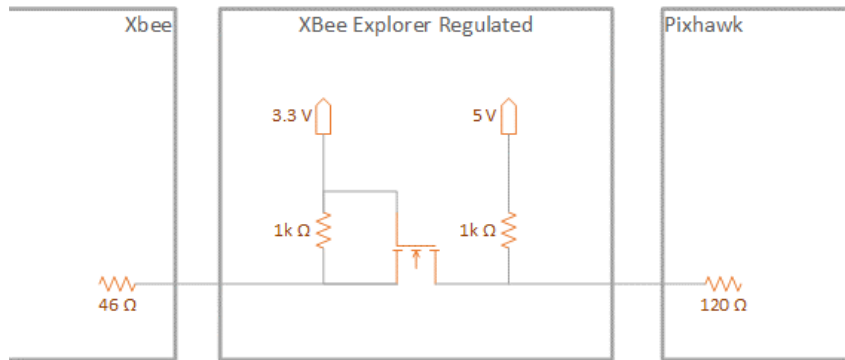 Xbee
XBee Explorer Regulated
Pixhawk
3.3 V
5 V
1k Ω
1k Ω
46 Ω
120 Ω